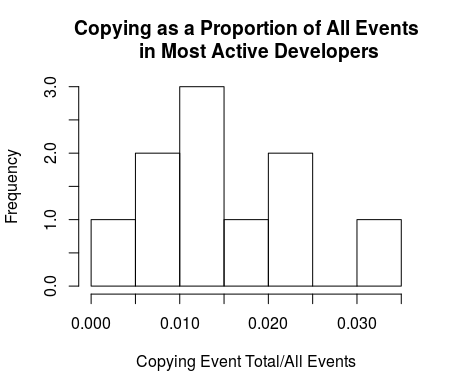 Copying as a Proportion of All Events
in Most Active Developers
Frequency
3.0
2.0
1.0
0.0
0.000 0.010 0.020 0.030
Copying Event Total/All Events